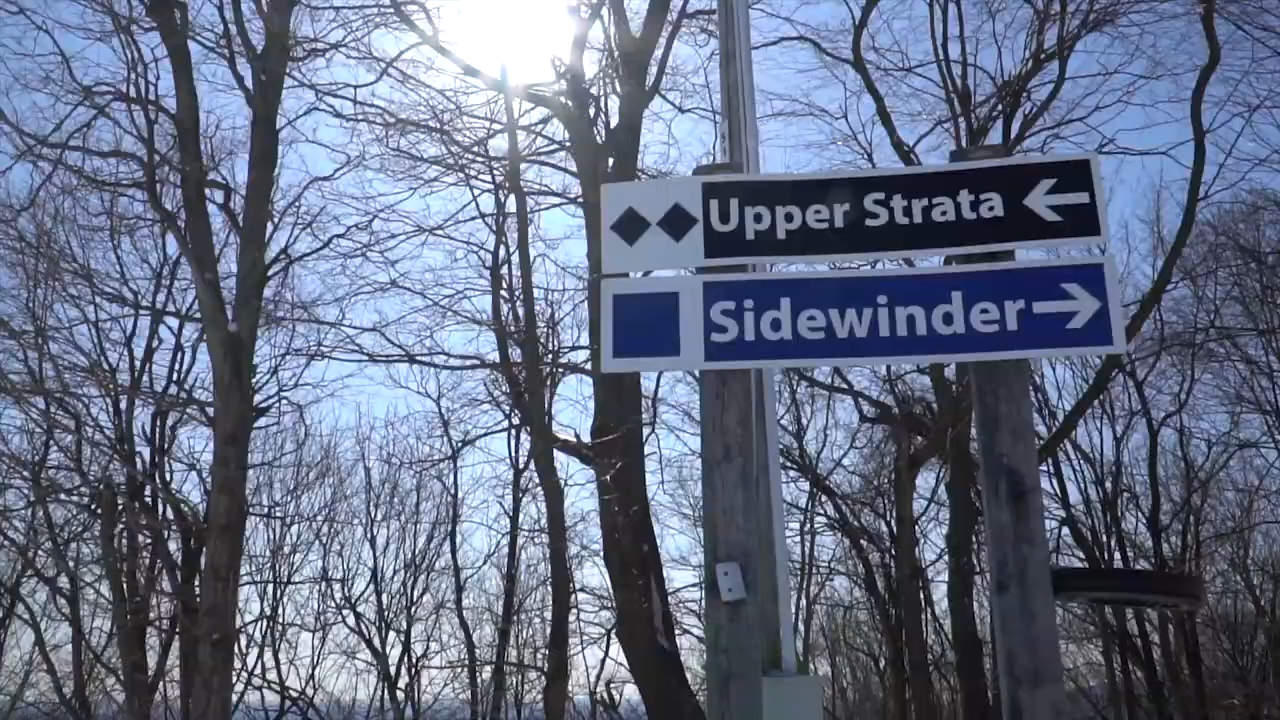 Upper Strata ←
Sidewinder →